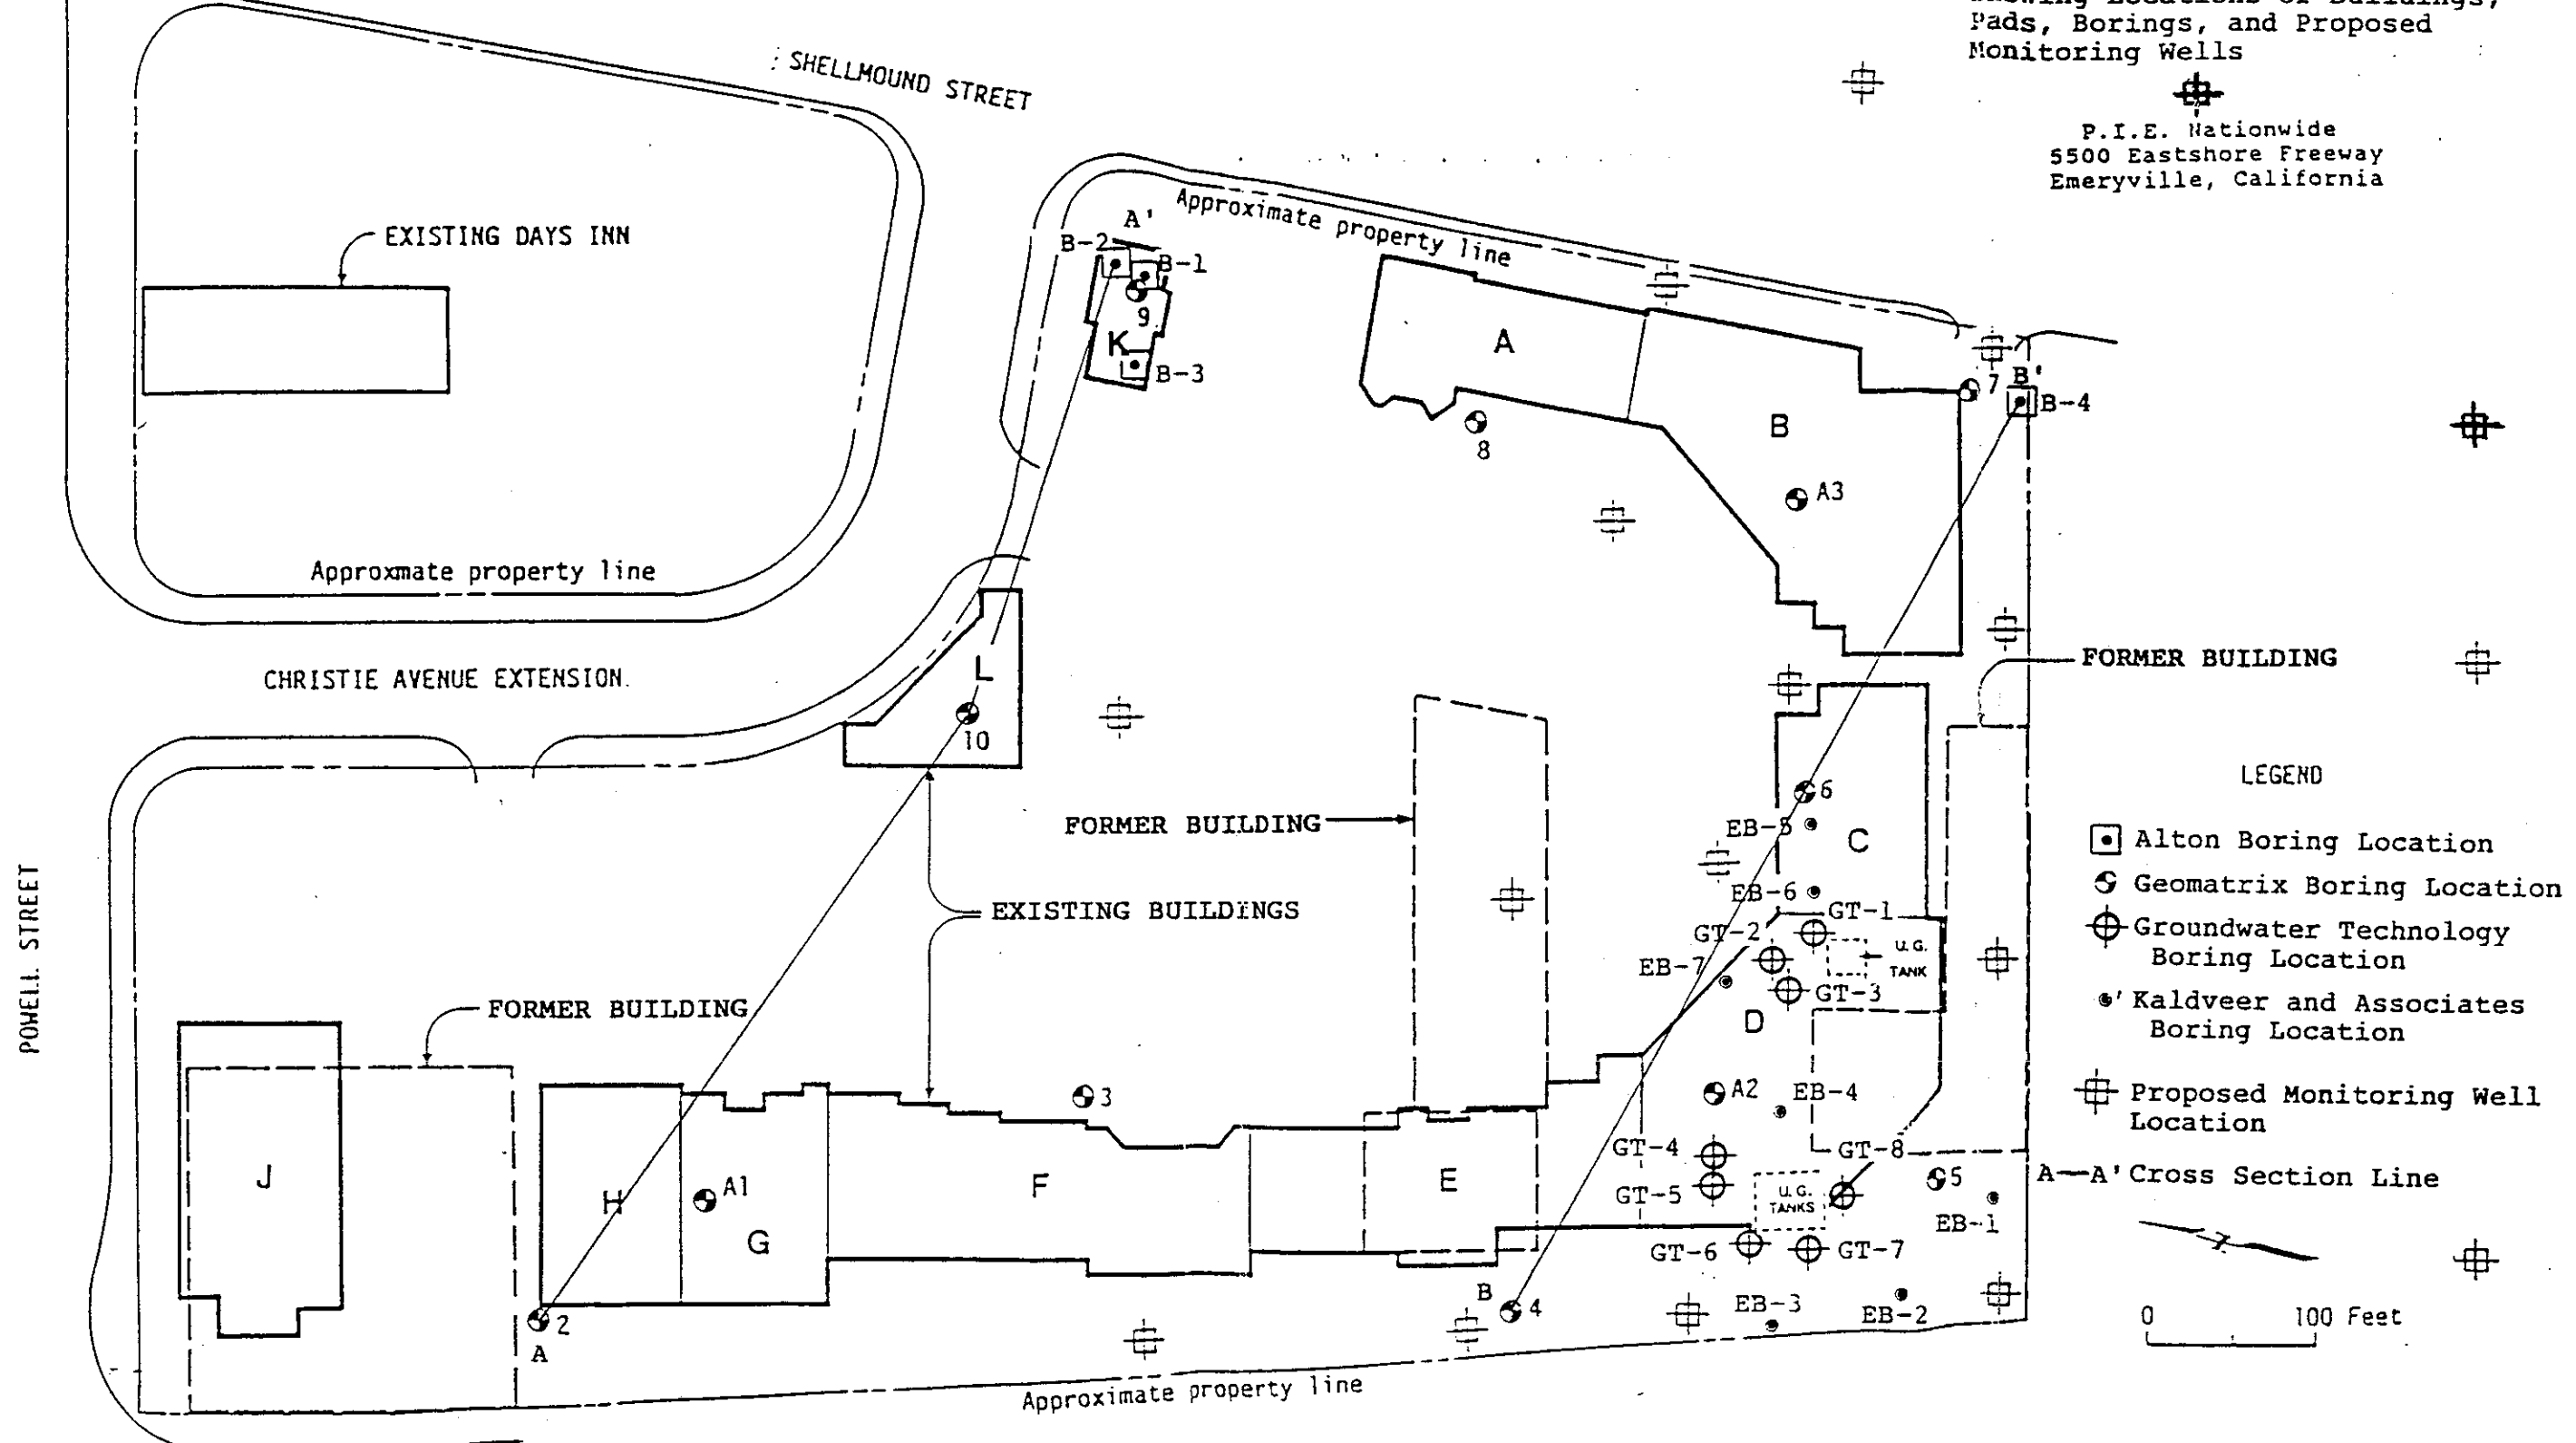 Showing Locations of Buildings,
Pads, Borings, and Proposed
Monitoring Wells
P.I.E. Nationwide
5500 Eastshore Freeway
Emeryville, California
SHELLMOUND STREET
Approximate property line
EXISTING DAYS INN
A'
B-2
B-1
9
K
B-3
A
B
8
A3
7
B'
B-4
Approxmate property line
CHRISTIE AVENUE EXTENSION.
L
10
FORMER BUILDING
6
EB-5
C
EB-6
GT-1
GT-2
U.G.
TANK
EB-7
GT-3
D
FORMER BUILDING
EXISTING BUILDINGS
POWELL STREET
FORMER BUILDING
J
H
A1
G
F
3
E
A2
EB-4
GT-4
GT-8
GT-5
U.G.
TANKS
5
EB-1
GT-6
GT-7
2
A
B
4
EB-3
EB-2
Approximate property line
LEGEND
Alton Boring Location
Geomatrix Boring Location
Groundwater Technology
Boring Location
Kaldveer and Associates
Boring Location
Proposed Monitoring Well
Location
A—A' Cross Section Line
Z
0 100 Feet